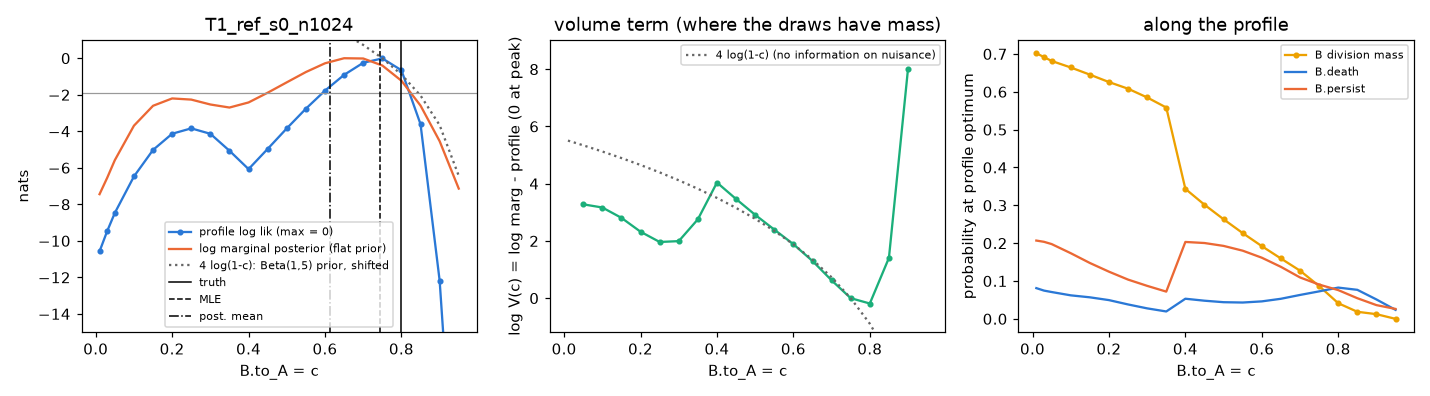 T1_ref_s0_n1024
nats
0
−2
−4
−6
−8
−10
−12
−14
profile log lik (max = 0)
log marginal posterior (flat prior)
4 log(1-c): Beta(1,5) prior, shifted
truth
MLE
post. mean
0.0 0.2 0.4 0.6 0.8
B.to_A = c
volume term (where the draws have mass)
log V(c) = log marg - profile (0 at peak)
8
6
4
2
0
4 log(1-c) (no information on nuisance)
0.0 0.2 0.4 0.6 0.8
B.to_A = c
along the profile
probability at profile optimum
0.7
0.6
0.5
0.4
0.3
0.2
0.1
0.0
B division mass
B.death
B.persist
0.0 0.2 0.4 0.6 0.8
B.to_A = c